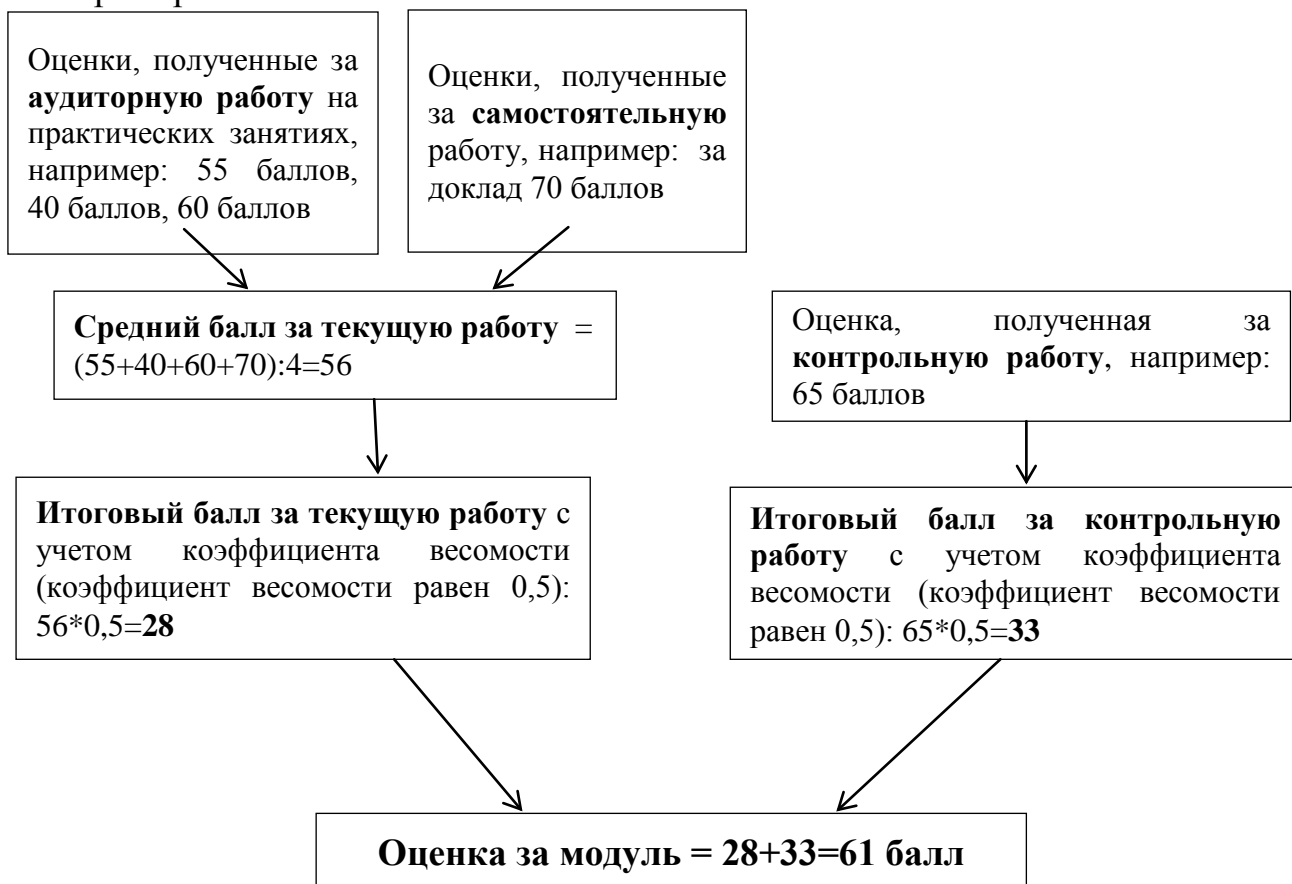 Оценки, полученные за
аудиторную работу на
практических занятиях,
например: 55 баллов,
40 баллов, 60 баллов
Оценки, полученные
за самостоятельную
работу, например: за
доклад 70 баллов
Средний балл за текущую работу =
(55+40+60+70):4=56
Оценка, полученная за
контрольную работу, например:
65 баллов
Итоговый балл за текущую работу с
учетом коэффициента весомости
(коэффициент весомости равен 0,5):
56*0,5=28
Итоговый балл за контрольную
работу с учетом коэффициента
весомости (коэффициент весомости
равен 0,5): 65*0,5=33
Оценка за модуль = 28+33=61 балл